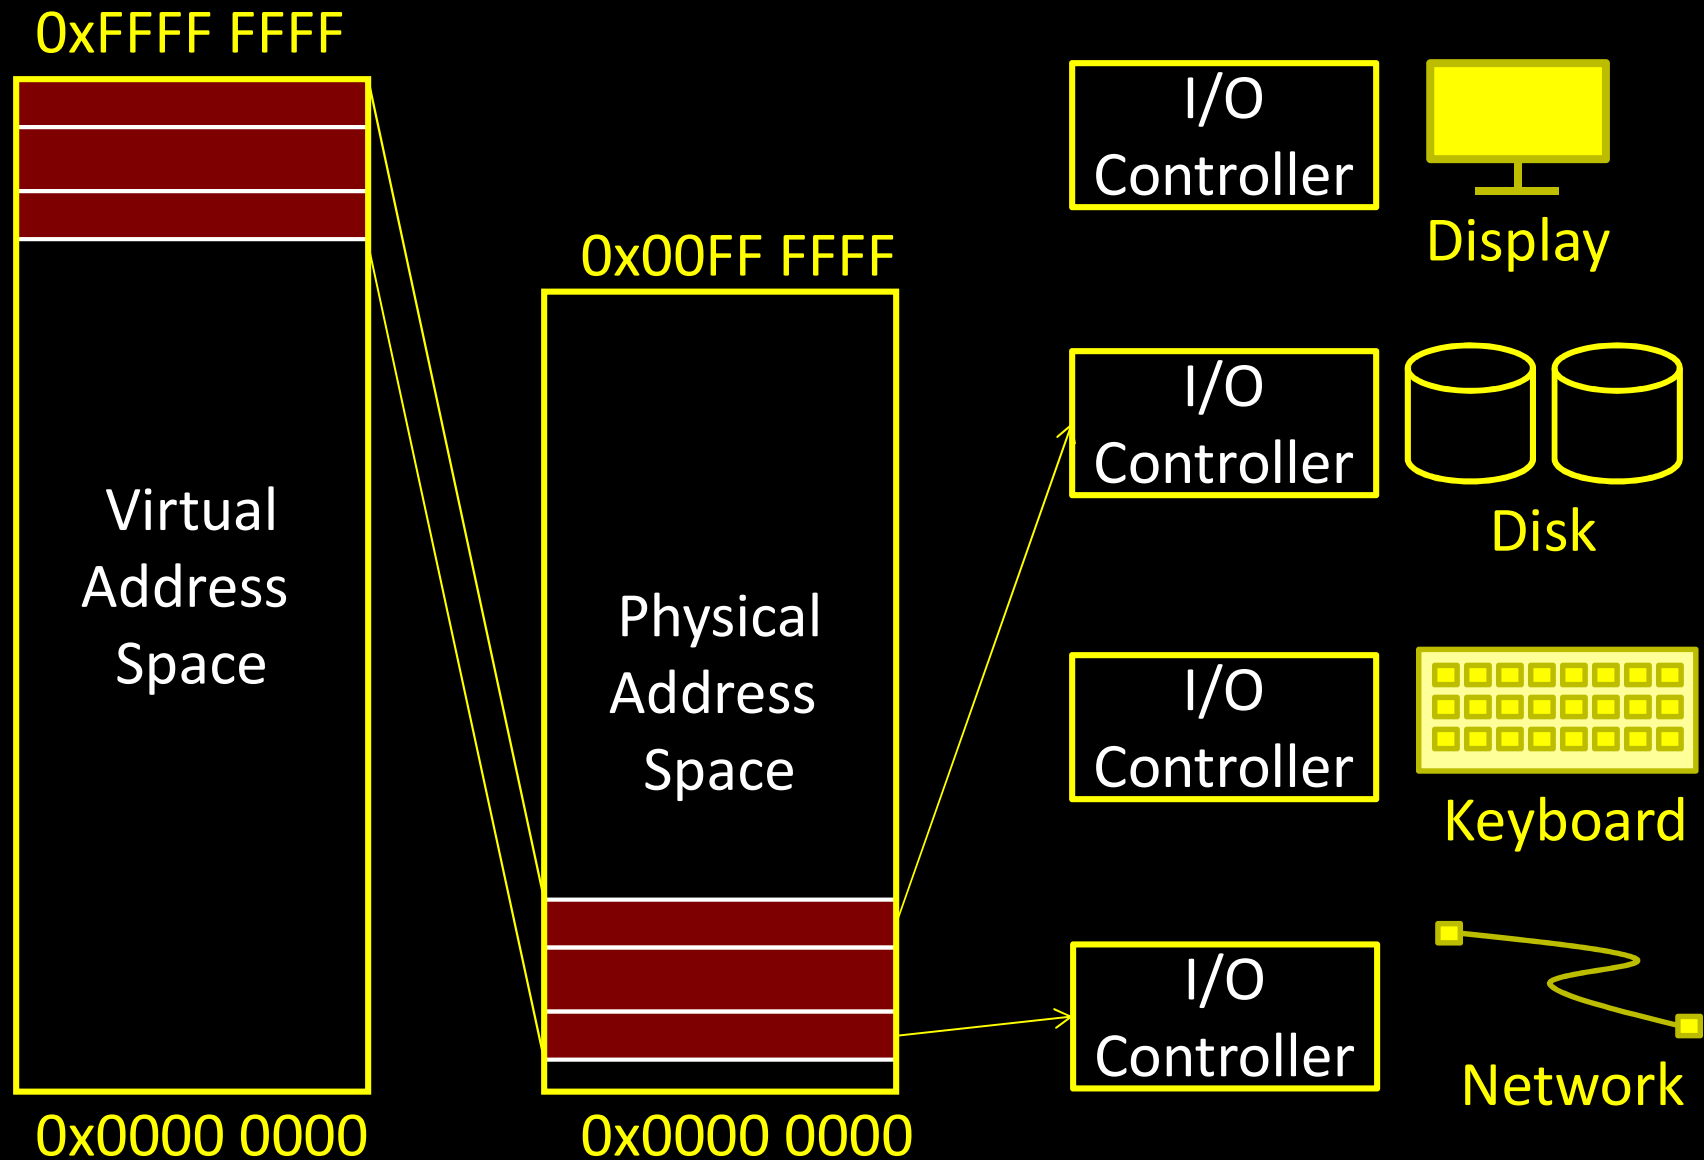 0xFFFF FFFF
Virtual
Address
Space
0x0000 0000
0x00FF FFFF
Physical
Address
Space
0x0000 0000
I/O
Controller
Display
I/O
Controller
Disk
I/O
Controller
Keyboard
I/O
Controller
Network